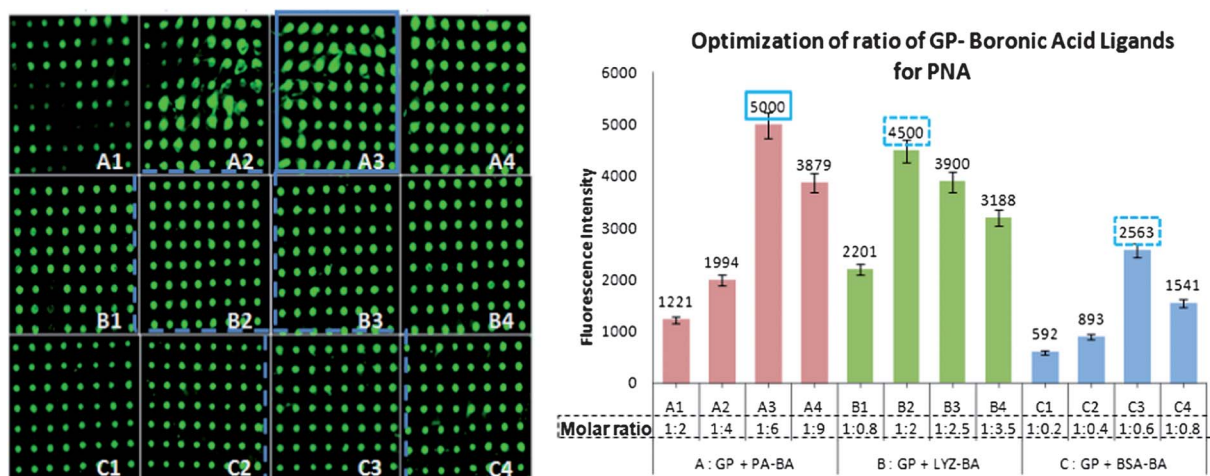 A1 A2 A3 A4
B1 B2 B3 B4
C1 C2 C3 C4
Optimization of ratio of GP- Boronic Acid Ligands
for PNA
Fluorescence Intensity
6000
5000
4000
3000
2000
1000
0
1221
1994
5000
3879
2201
4500
3900
3188
592
893
2563
1541
A1 A2 A3 A4 B1 B2 B3 B4 C1 C2 C3 C4
Molar ratio 1:2 1:4 1:6 1:9 1:0.8 1:2 1:2.5 1:3.5 1:0.2 1:0.4 1:0.6 1:0.8
A : GP + PA-BA B : GP + LYZ-BA C : GP + BSA-BA